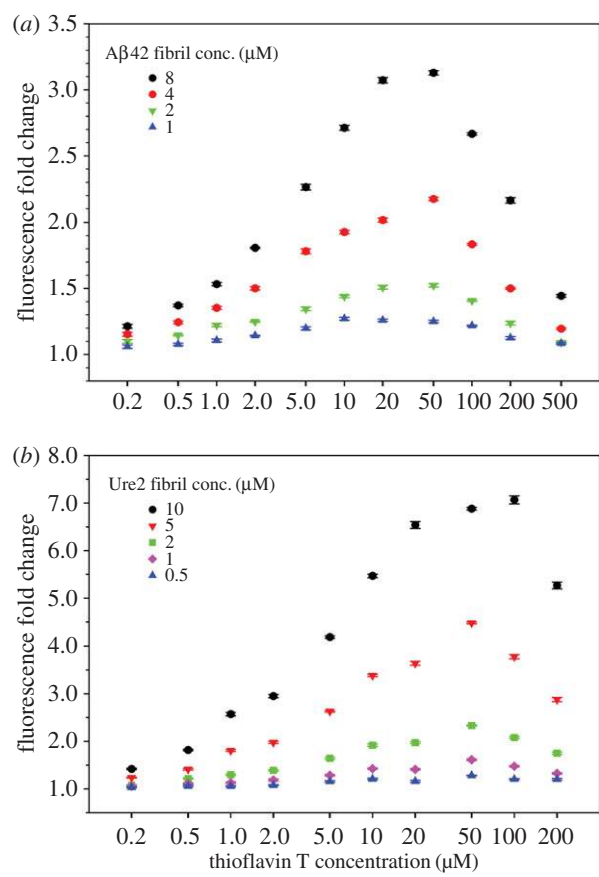 (a)
3.5
Aβ42 fibril conc. (µM)
8
4
2
1
3.0
2.5
2.0
1.5
1.0
fluorescence fold change
0.2 0.5 1.0 2.0 5.0 10 20 50 100 200 500
(b)
8.0
Ure2 fibril conc. (µM)
10
5
2
1
0.5
7.0
6.0
5.0
4.0
3.0
2.0
1.0
fluorescence fold change
0.2 0.5 1.0 2.0 5.0 10 20 50 100 200
thioflavin T concentration (µM)